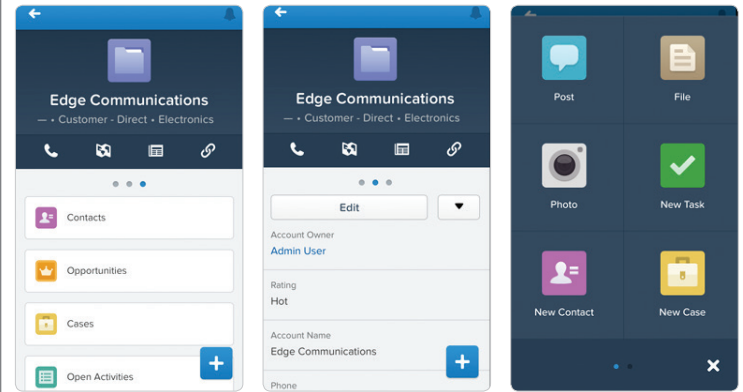 Edge Communications
— • Customer - Direct • Electronics
Contacts
Opportunities
Cases
Open Activities
Edge Communications
— • Customer - Direct • Electronics
Edit
Account Owner
Admin User
Rating
Hot
Account Name
Edge Communications
Phone
Post
File
Photo
New Task
New Contact
New Case